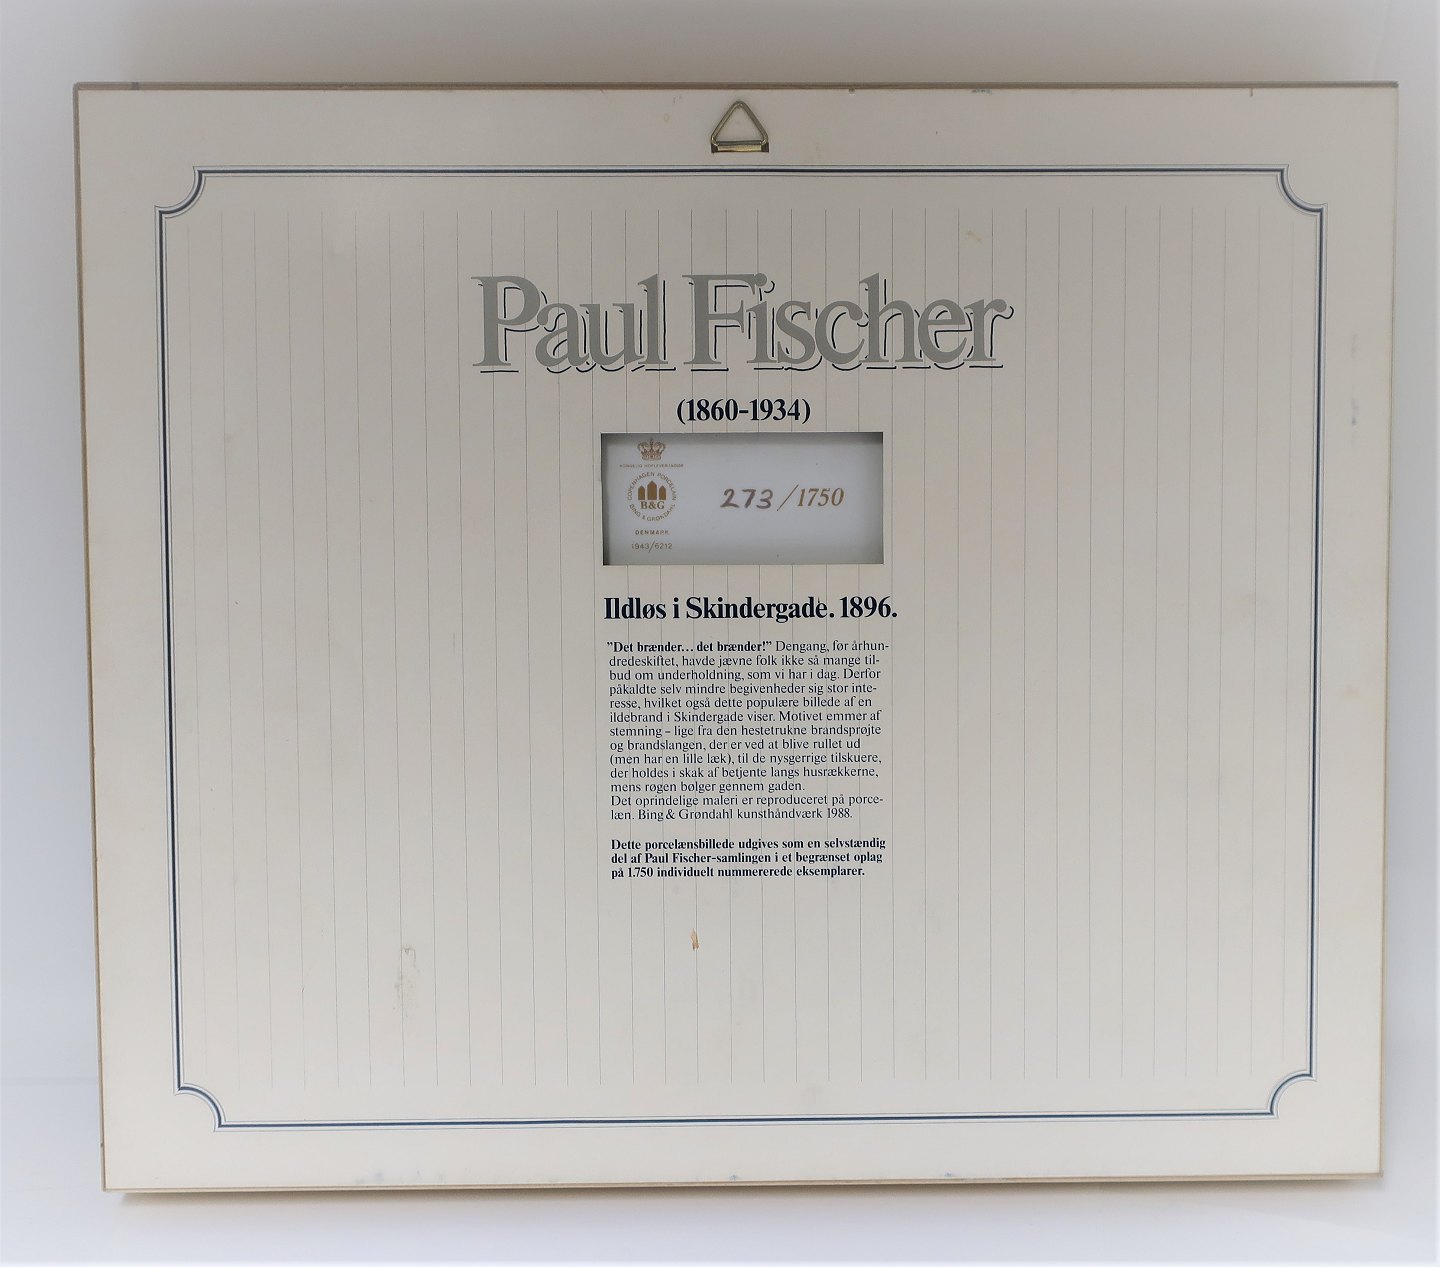 Paul Fischer
(1860-1934)
KONGELIG HOFLEVERANDØR
COPENHAGEN PORCELAIN
BING & GRØNDAHL
B&G
DENMARK
1943/6212
273/1750
Ildløs i Skindergade. 1896.
"Det brænder... det brænder!" Dengang, før århun-
dredeskiftet, havde jævne folk ikke så mange til-
bud om underholdning, som vi har i dag. Derfor
påkaldte selv mindre begivenheder sig stor inte-
resse, hvilket også dette populære billede af en
ildebrand i Skindergade viser. Motivet emmer af
stemning – lige fra den hestetrukne brandsprøjte
og brandslangen, der er ved at blive rullet ud
(men har en lille læk), til de nysgerrige tilskuere,
der holdes i skak af betjente langs husrækkerne,
mens røgen bølger gennem gaden.
Det oprindelige maleri er reproduceret på porce-
læn. Bing & Grøndahl kunsthåndværk 1988.
Dette porcelænsbillede udgives som en selvstændig
del af Paul Fischer-samlingen i et begrænset oplag
på 1.750 individuelt nummererede eksemplarer.